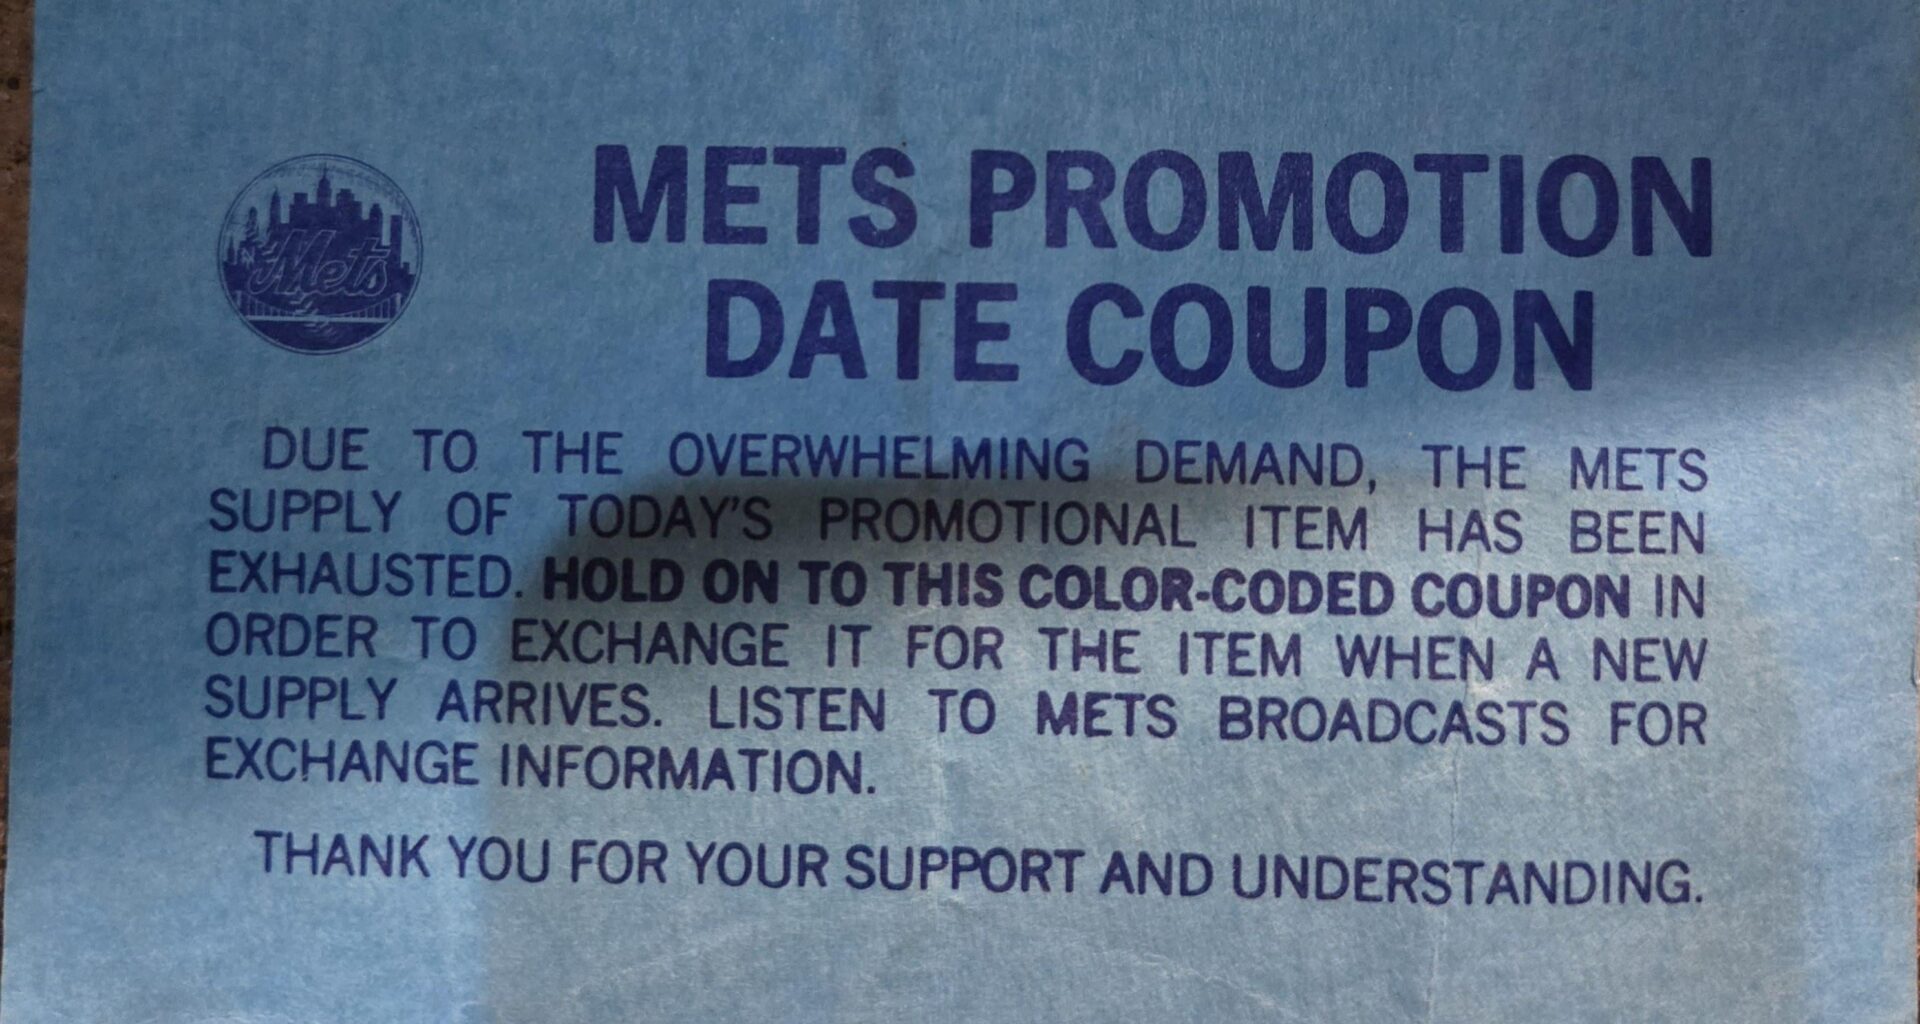 METS PROMOTION
DATE COUPON
Mets
DUE TO THE OVERWHELMING DEMAND, THE METS
SUPPLY OF TODAY'S PROMOTIONAL ITEM HAS BEEN
EXHAUSTED. HOLD ON TO THIS COLOR-CODED COUPON IN
ORDER TO EXCHANGE IT FOR THE ITEM WHEN A NEW
SUPPLY ARRIVES. LISTEN TO METS BROADCASTS FOR
EXCHANGE INFORMATION.
THANK YOU FOR YOUR SUPPORT AND UNDERSTANDING.